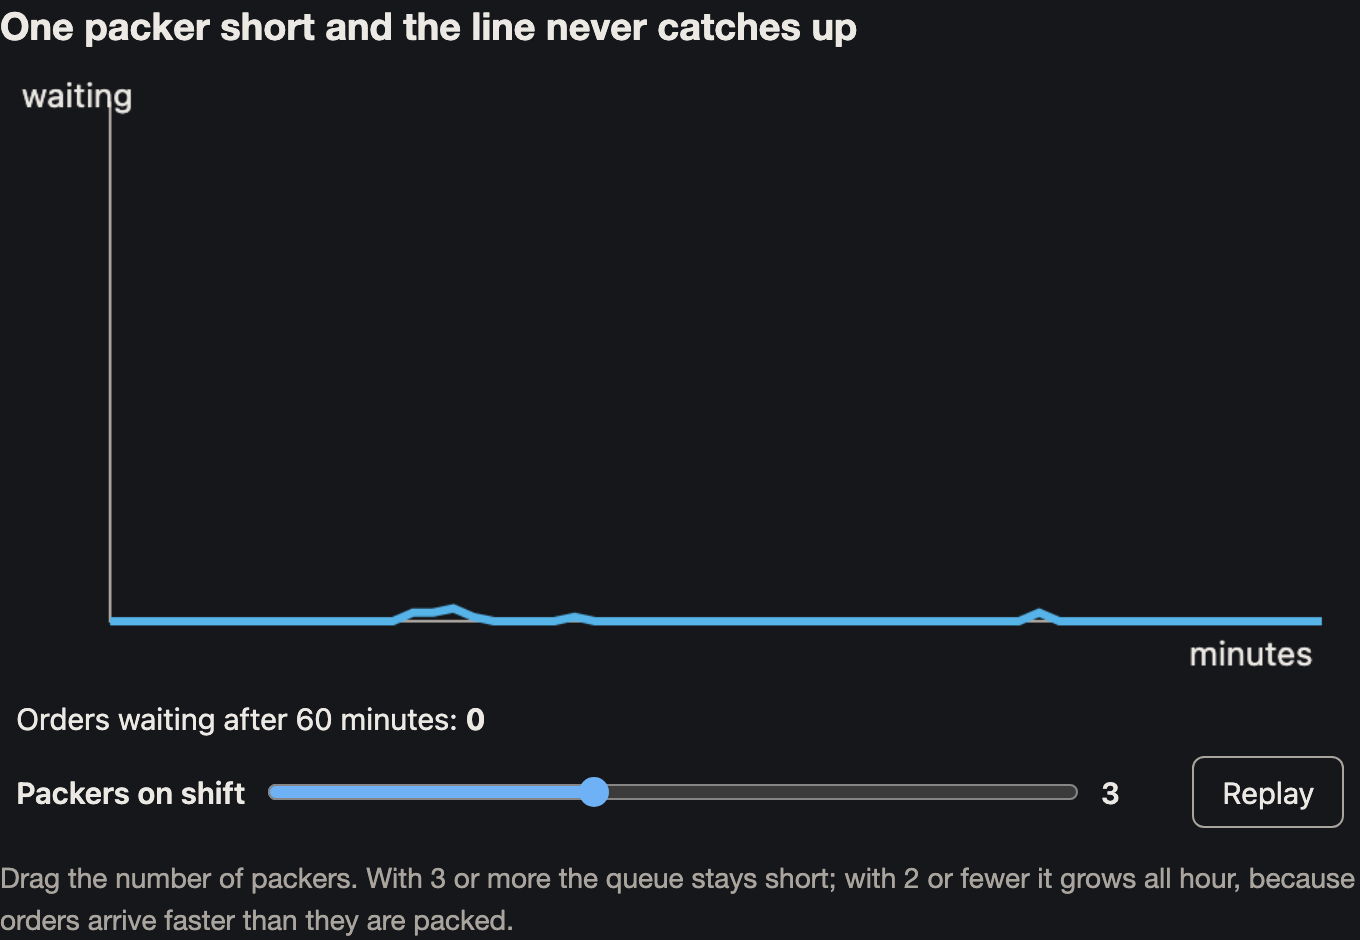 One packer short and the line never catches up
waiting
minutes
Orders waiting after 60 minutes: 0
Packers on shift 3 Replay
Drag the number of packers. With 3 or more the queue stays short; with 2 or fewer it grows all hour, because
orders arrive faster than they are packed.